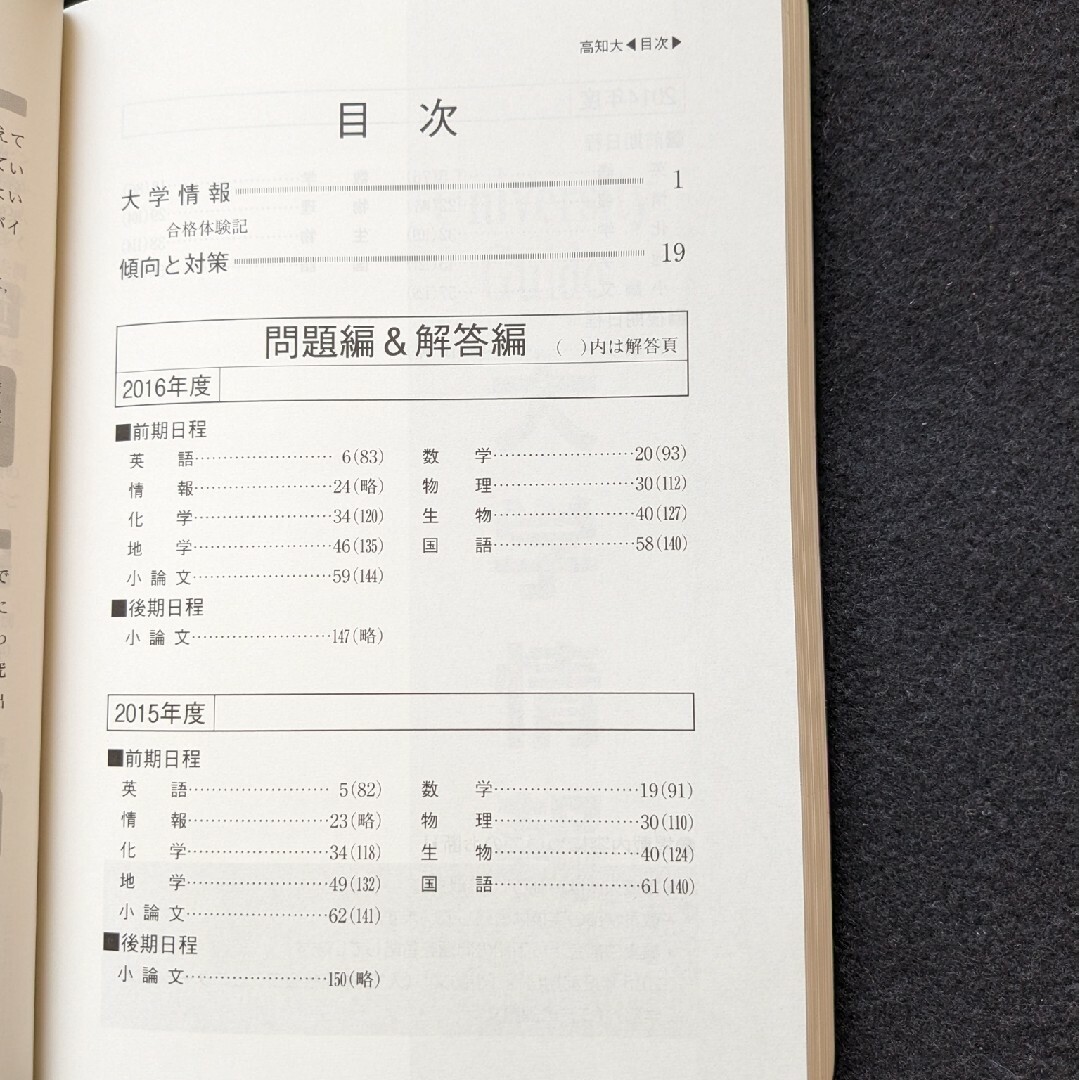 高知大◀目次▶
目 次
大学情報 1
合格体験記
傾向と対策 19
問題編&解答編 ( )内は解答頁
2016年度
■前期日程
英 語 6(83) 数 学 20(93)
情 報 24(略) 物 理 30(112)
化 学 34(120) 生 物 40(127)
地 学 46(135) 国 語 58(140)
小論文 59(144)
■後期日程
小論文 147(略)
2015年度
■前期日程
英 語 5(82) 数 学 19(91)
情 報 23(略) 物 理 30(110)
化 学 34(118) 生 物 40(124)
地 学 49(132) 国 語 61(140)
小論文 62(141)
■後期日程
小論文 150(略)